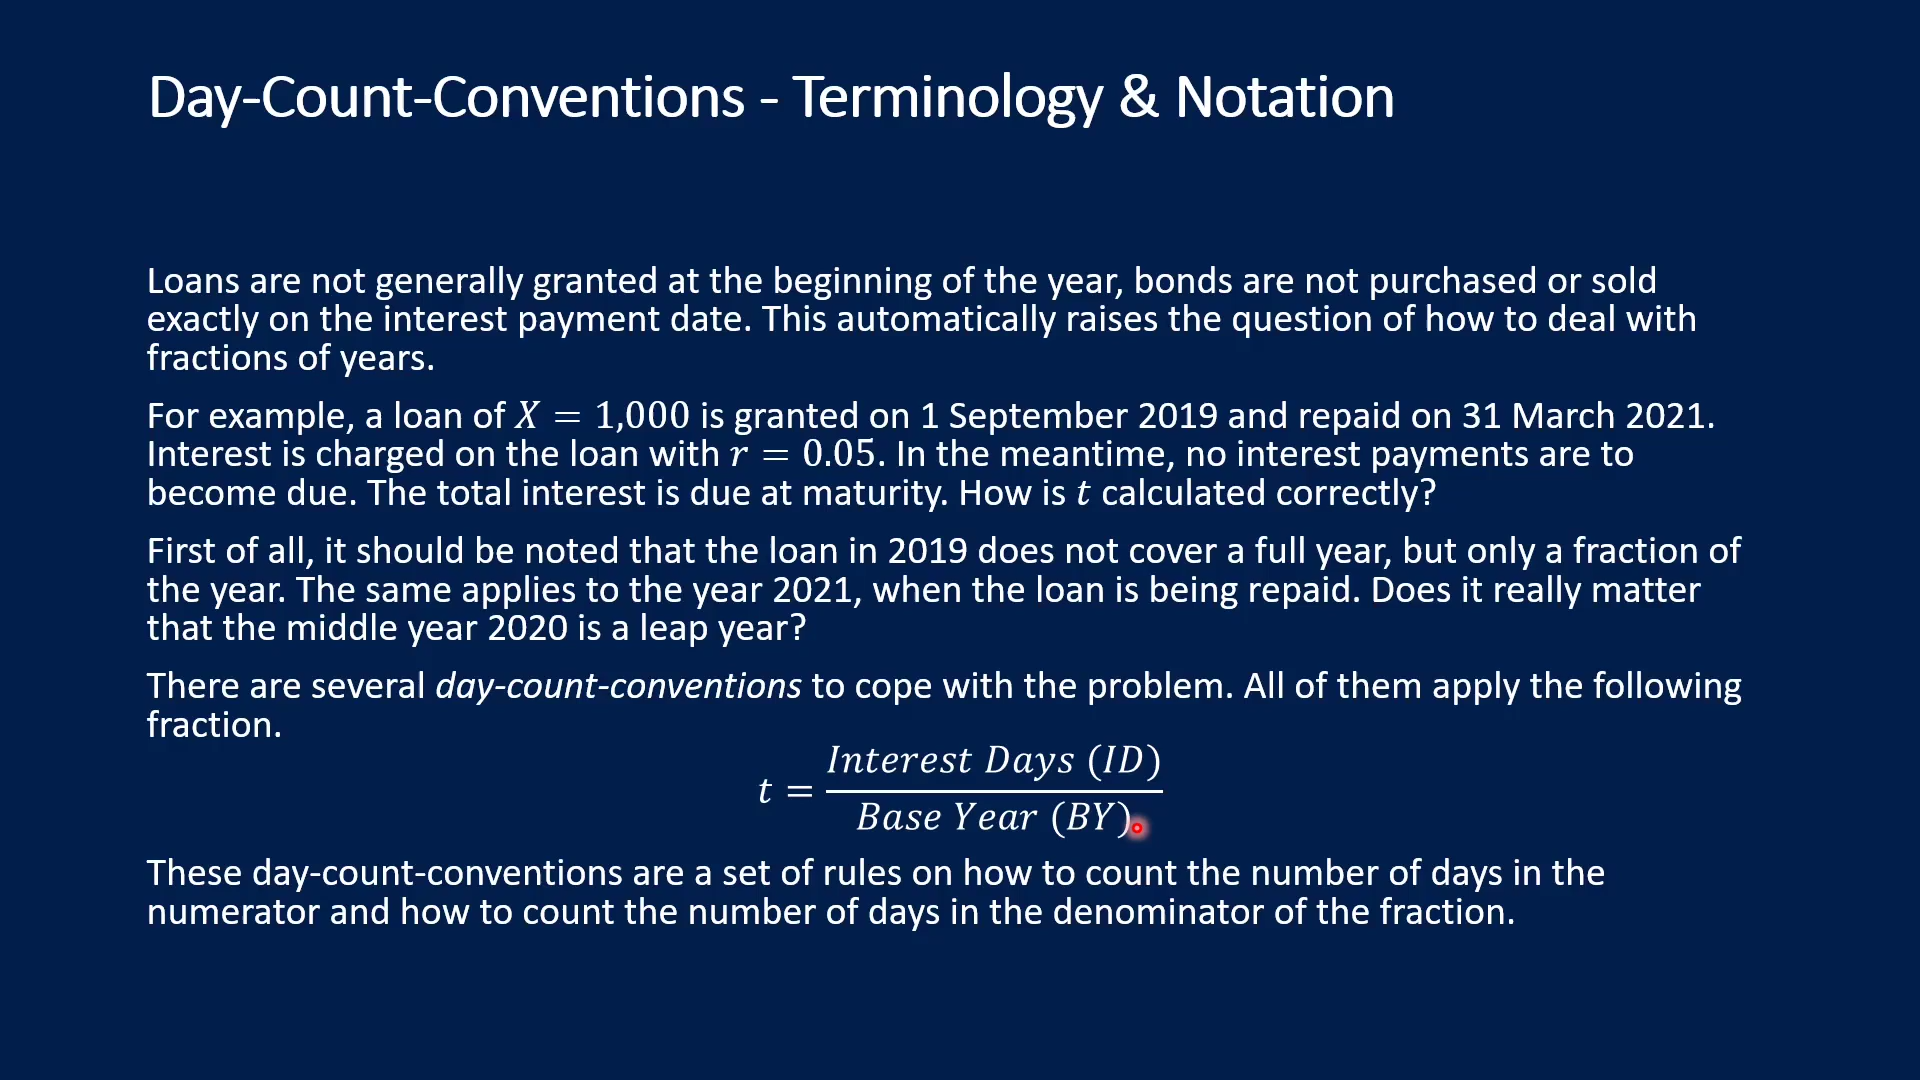 Day-Count-Conventions - Terminology & Notation
Loans are not generally granted at the beginning of the year, bonds are not purchased or sold
exactly on the interest payment date. This automatically raises the question of how to deal with
fractions of years.
For example, a loan of X = 1,000 is granted on 1 September 2019 and repaid on 31 March 2021.
Interest is charged on the loan with r = 0.05. In the meantime, no interest payments are to
become due. The total interest is due at maturity. How is t calculated correctly?
First of all, it should be noted that the loan in 2019 does not cover a full year, but only a fraction of
the year. The same applies to the year 2021, when the loan is being repaid. Does it really matter
that the middle year 2020 is a leap year?
There are several day-count-conventions to cope with the problem. All of them apply the following
fraction.
Interest Days (ID)
t =
Base Year (BY)
These day-count-conventions are a set of rules on how to count the number of days in the
numerator and how to count the number of days in the denominator of the fraction.